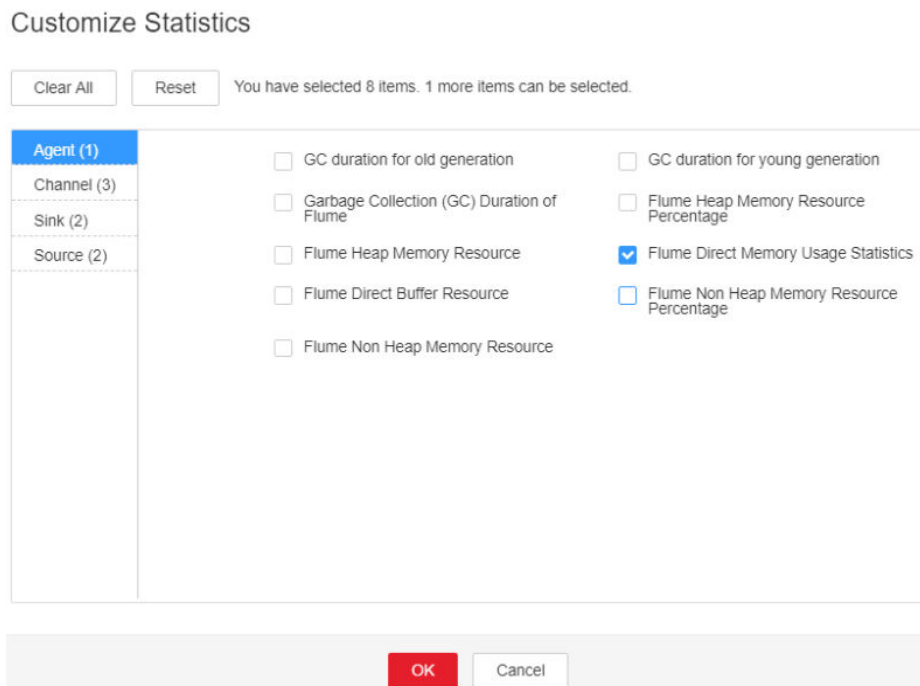 Customize Statistics
Clear All
Reset
You have selected 8 items. 1 more items can be selected.
Agent (1)
Channel (3)
Sink (2)
Source (2)
GC duration for old generation
GC duration for young generation
Garbage Collection (GC) Duration of
Flume
Flume Heap Memory Resource
Percentage
Flume Heap Memory Resource
Flume Direct Memory Usage Statistics
Flume Direct Buffer Resource
Flume Non Heap Memory Resource
Percentage
Flume Non Heap Memory Resource
OK
Cancel